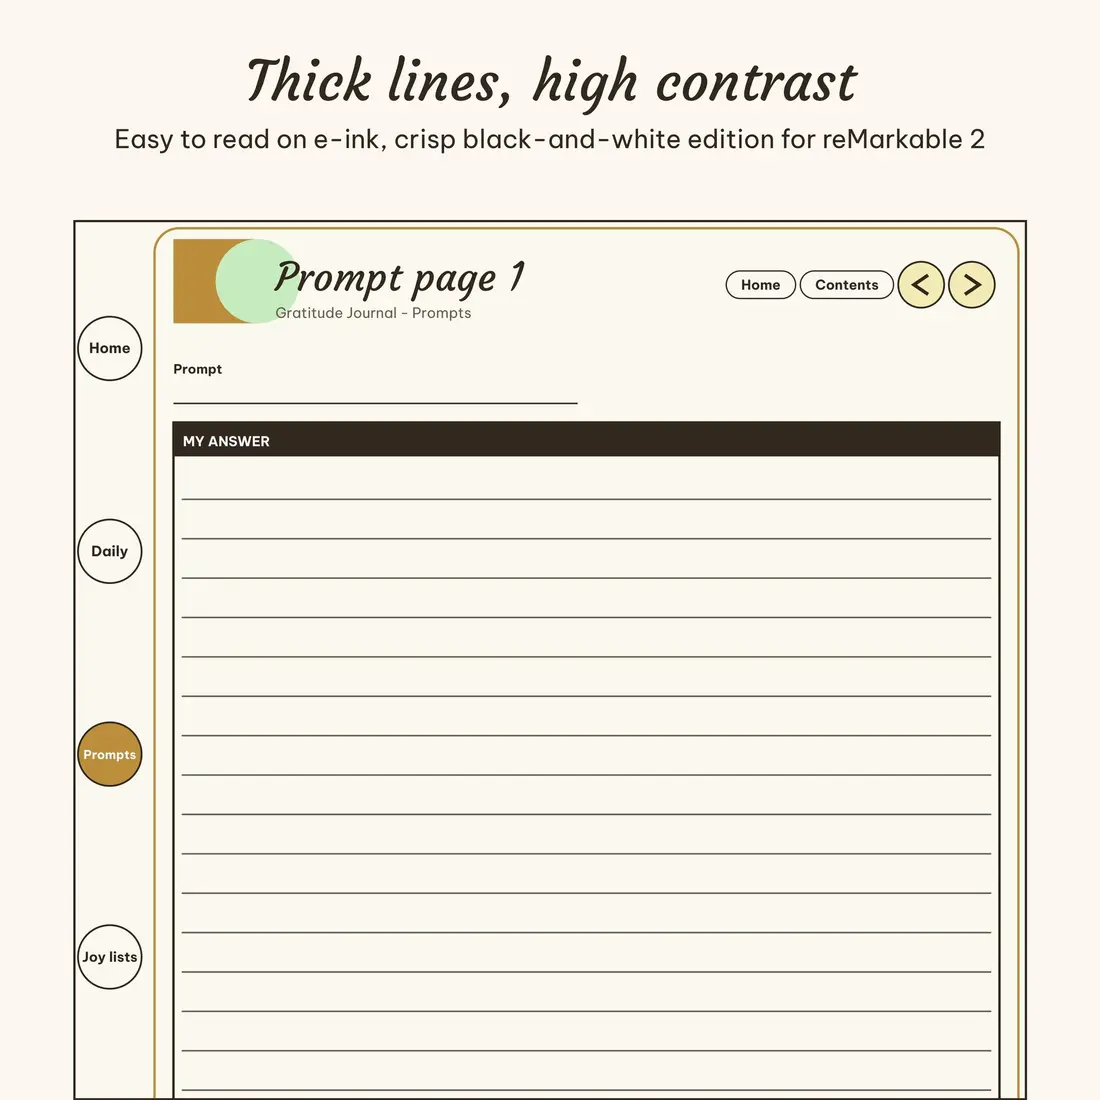 Thick lines, high contrast
Easy to read on e-ink, crisp black-and-white edition for reMarkable 2
Prompt page 1
Gratitude Journal - Prompts
Home
Contents
<
>
Home
Daily
Prompts
Joy lists
Prompt
MY ANSWER